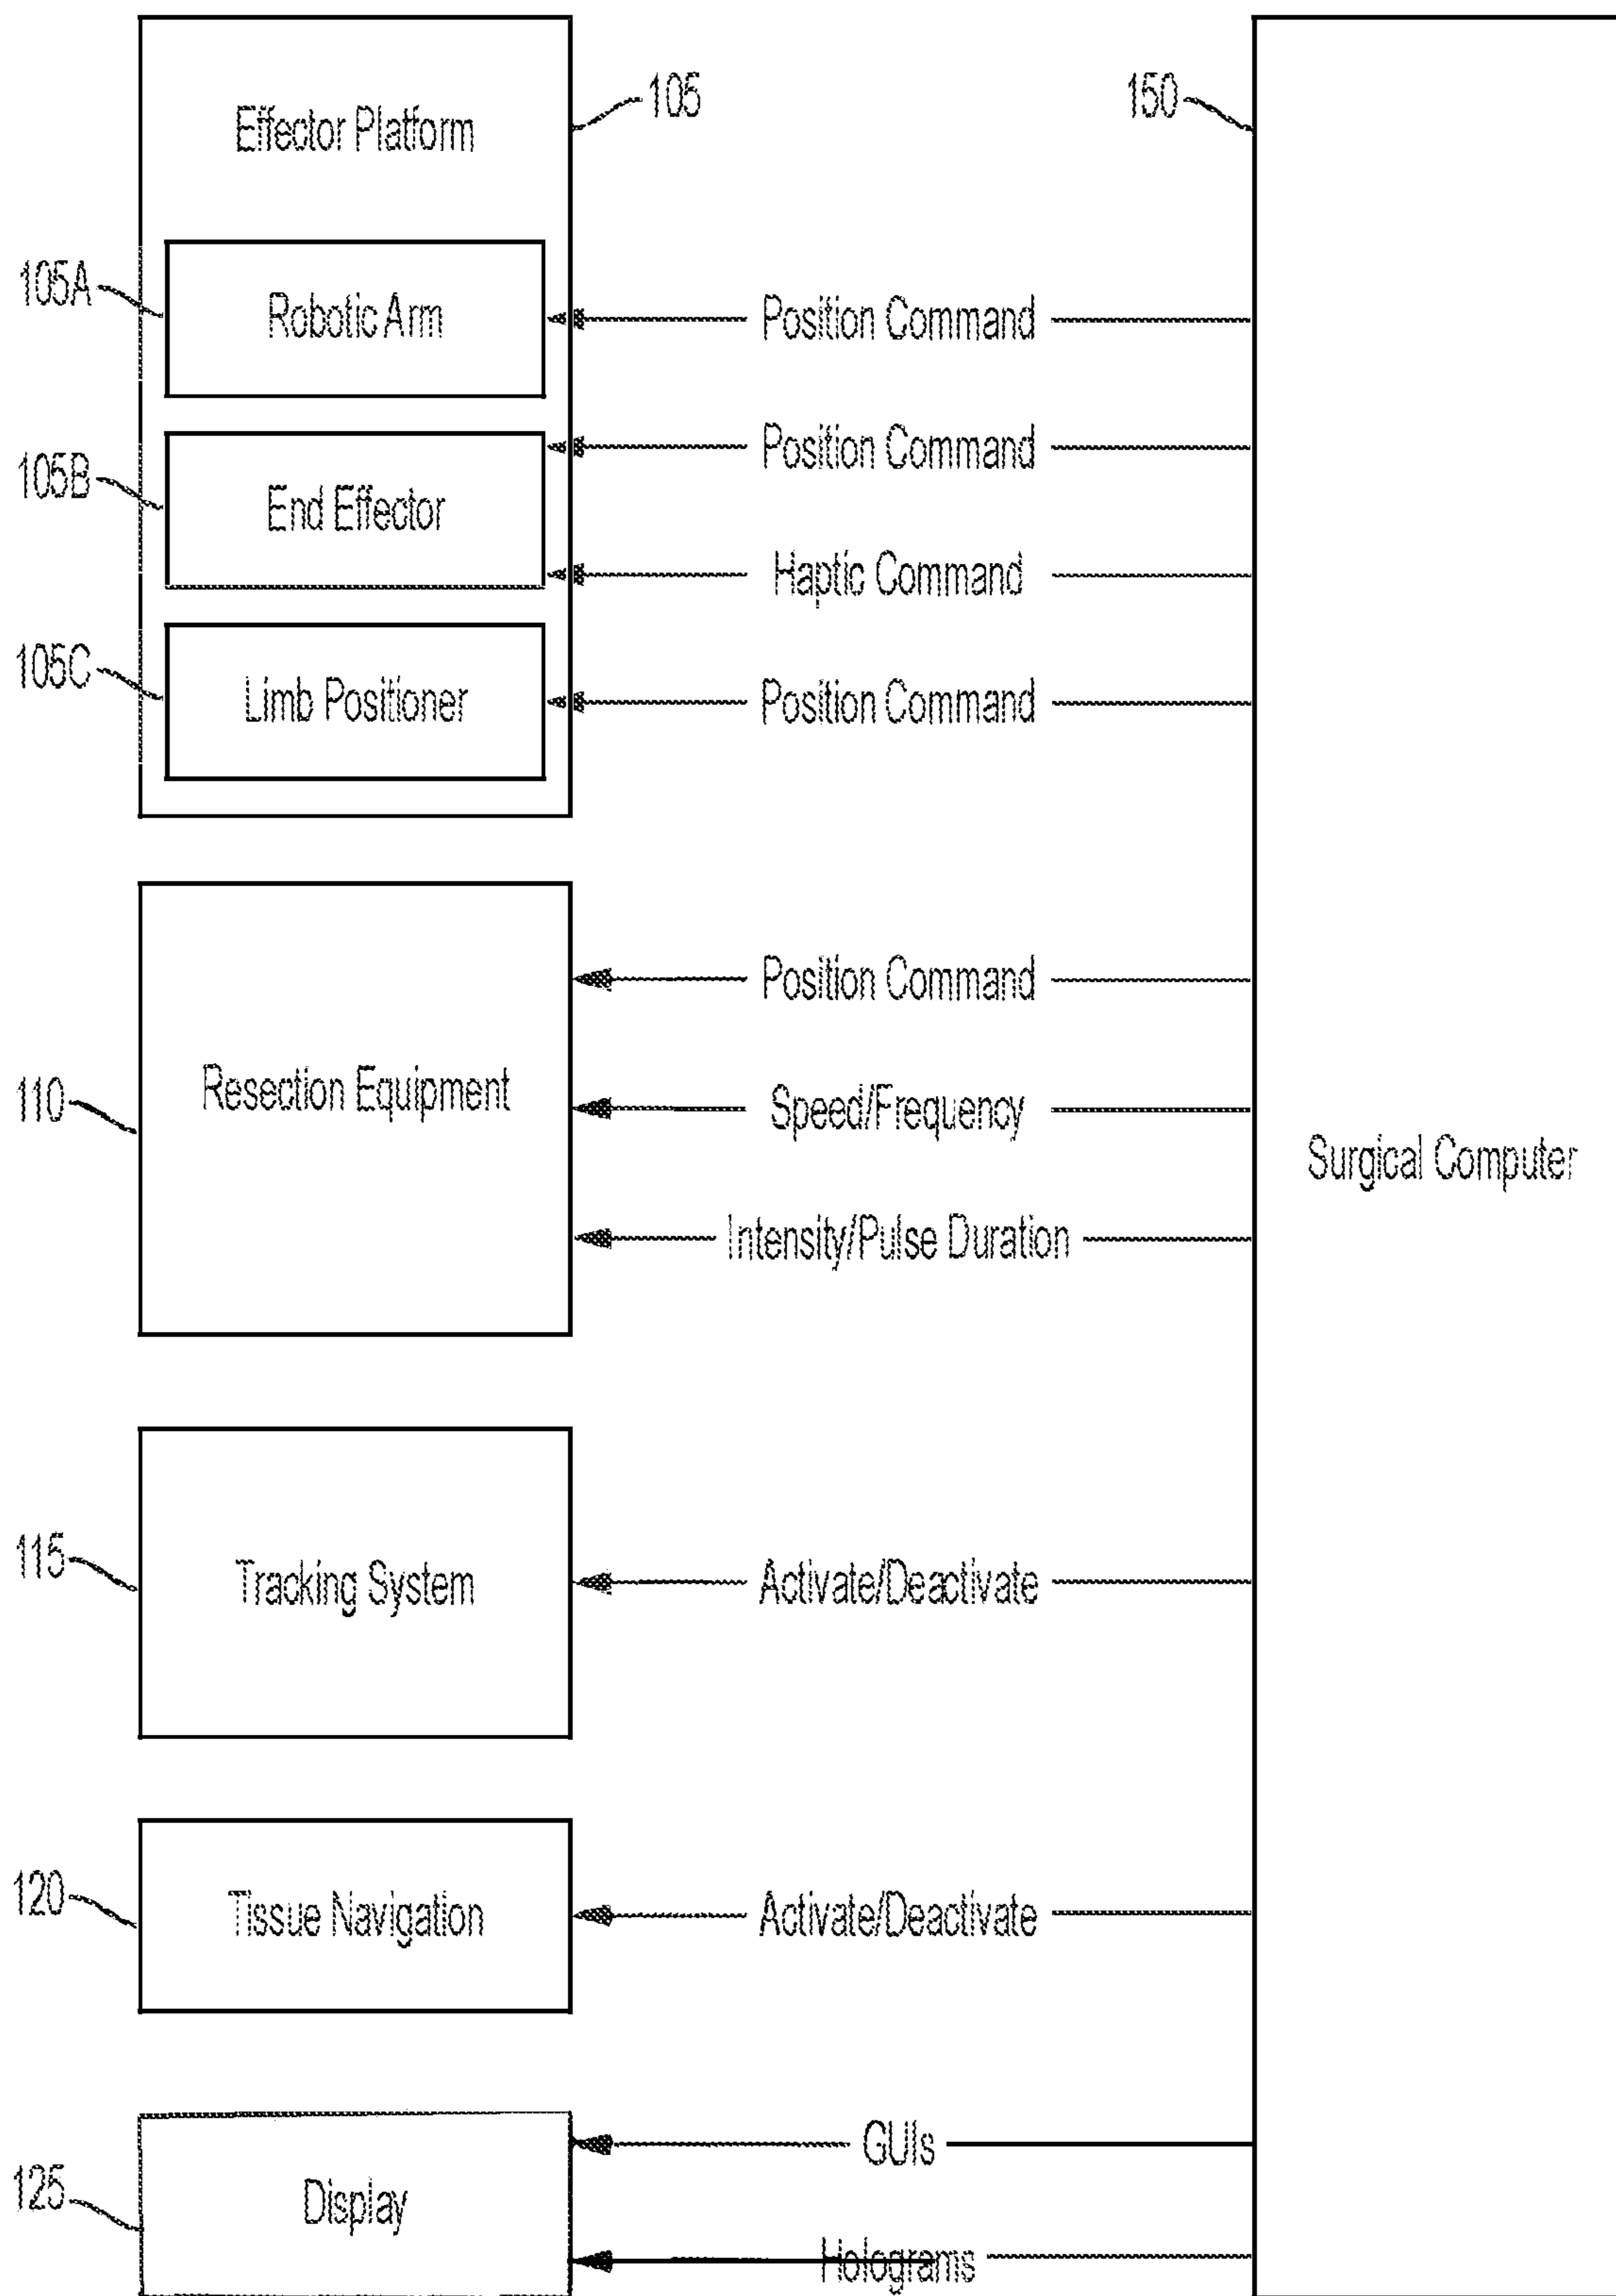 105
150
Effector Platform
105A
Robotic Arm
Position Command
Position Command
105B
End Effector
Haptic Command
105C
Limb Positioner
Position Command
Position Command
110
Resection Equipment
Speed/Frequency
Surgical Computer
Intensity/Pulse Duration
115
Tracking System
Activate/Deactivate
120
Tissue Navigation
Activate/Deactivate
GUIs
125
Display
Holograms